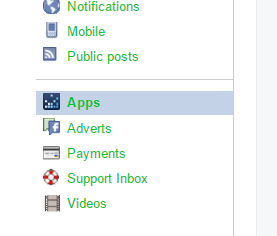 Notifications
Mobile
Public posts
Apps
Adverts
Payments
Support Inbox
Videos